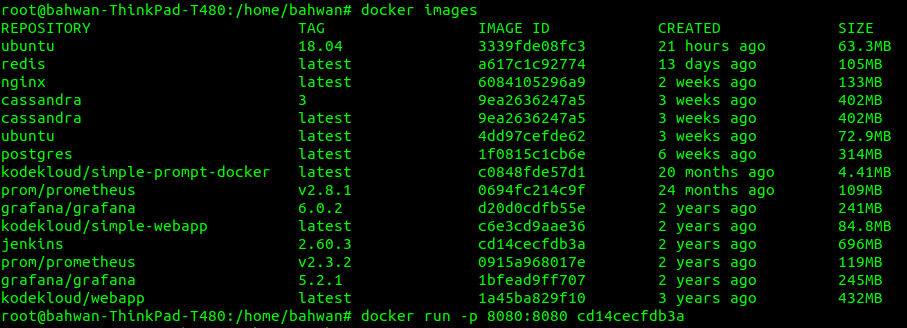 root@bahwan-ThinkPad-T480:/home/bahwan# docker images
REPOSITORY TAG IMAGE ID CREATED SIZE
ubuntu 18.04 3339fde08fc3 21 hours ago 63.3MB
redis latest a617c1c92774 13 days ago 105MB
nginx latest 6084105296a9 2 weeks ago 133MB
cassandra 3 9ea2636247a5 3 weeks ago 402MB
cassandra latest 9ea2636247a5 3 weeks ago 402MB
ubuntu latest 4dd97cefde62 3 weeks ago 72.9MB
postgres latest 1f0815c1cb6e 6 weeks ago 314MB
kodekloud/simple-prompt-docker latest c0848fde57d1 20 months ago 4.41MB
prom/prometheus v2.8.1 0694fc214c9f 24 months ago 109MB
grafana/grafana 6.0.2 d20d0cdfb55e 2 years ago 241MB
kodekloud/simple-webapp latest c6e3cd9aae36 2 years ago 84.8MB
jenkins 2.60.3 cd14cecfdb3a 2 years ago 696MB
prom/prometheus v2.3.2 0915a968017e 2 years ago 119MB
grafana/grafana 5.2.1 1bfead9ff707 2 years ago 245MB
kodekloud/webapp latest 1a45ba829f10 3 years ago 432MB
root@bahwan-ThinkPad-T480:/home/bahwan# docker run -p 8080:8080 cd14cecfdb3a